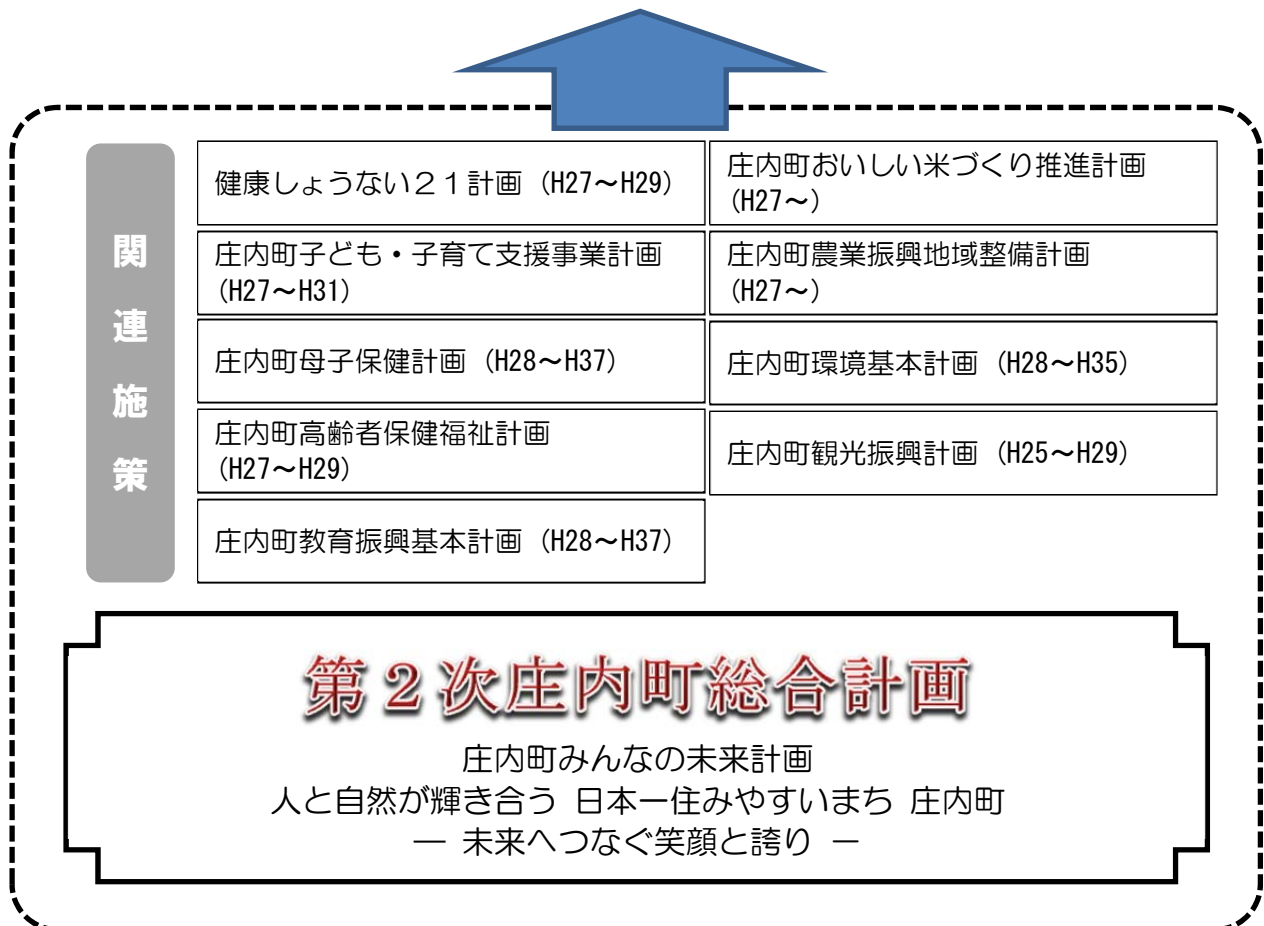 関連施策
健康しょうない２１計画（H27～H29）
庄内町おいしい米づくり推進計画
（H27～）
庄内町子ども・子育て支援事業計画
（H27～H31）
庄内町農業振興地域整備計画
（H27～）
庄内町母子保健計画（H28～H37）
庄内町環境基本計画（H28～H35）
庄内町高齢者保健福祉計画
（H27～H29）
庄内町観光振興計画（H25～H29）
庄内町教育振興基本計画（H28～H37）
第２次庄内町総合計画
庄内町みんなの未来計画
人と自然が輝き合う 日本一住みやすいまち 庄内町
― 未来へつなぐ笑顔と誇り －